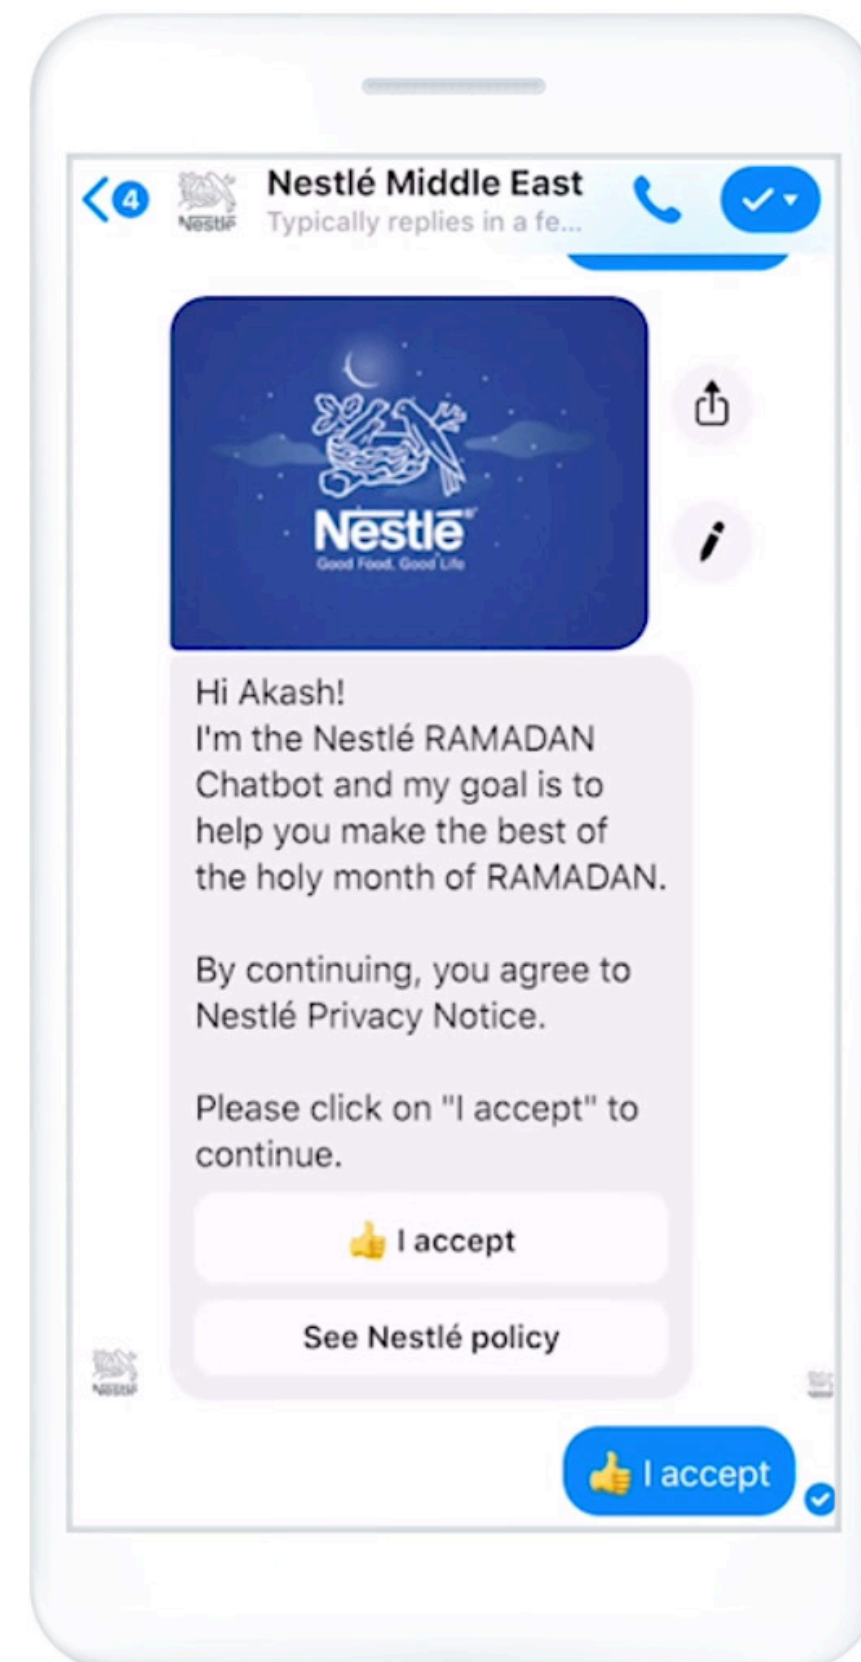 4
Nestlé
Nestlé Middle East
Typically replies in a fe...
Nestlé
Good Food, Good Life
Hi Akash!
I'm the Nestlé RAMADAN
Chatbot and my goal is to
help you make the best of
the holy month of RAMADAN.
By continuing, you agree to
Nestlé Privacy Notice.
Please click on "I accept" to
continue.
👍 I accept
See Nestlé policy
Nestlé
👍 I accept